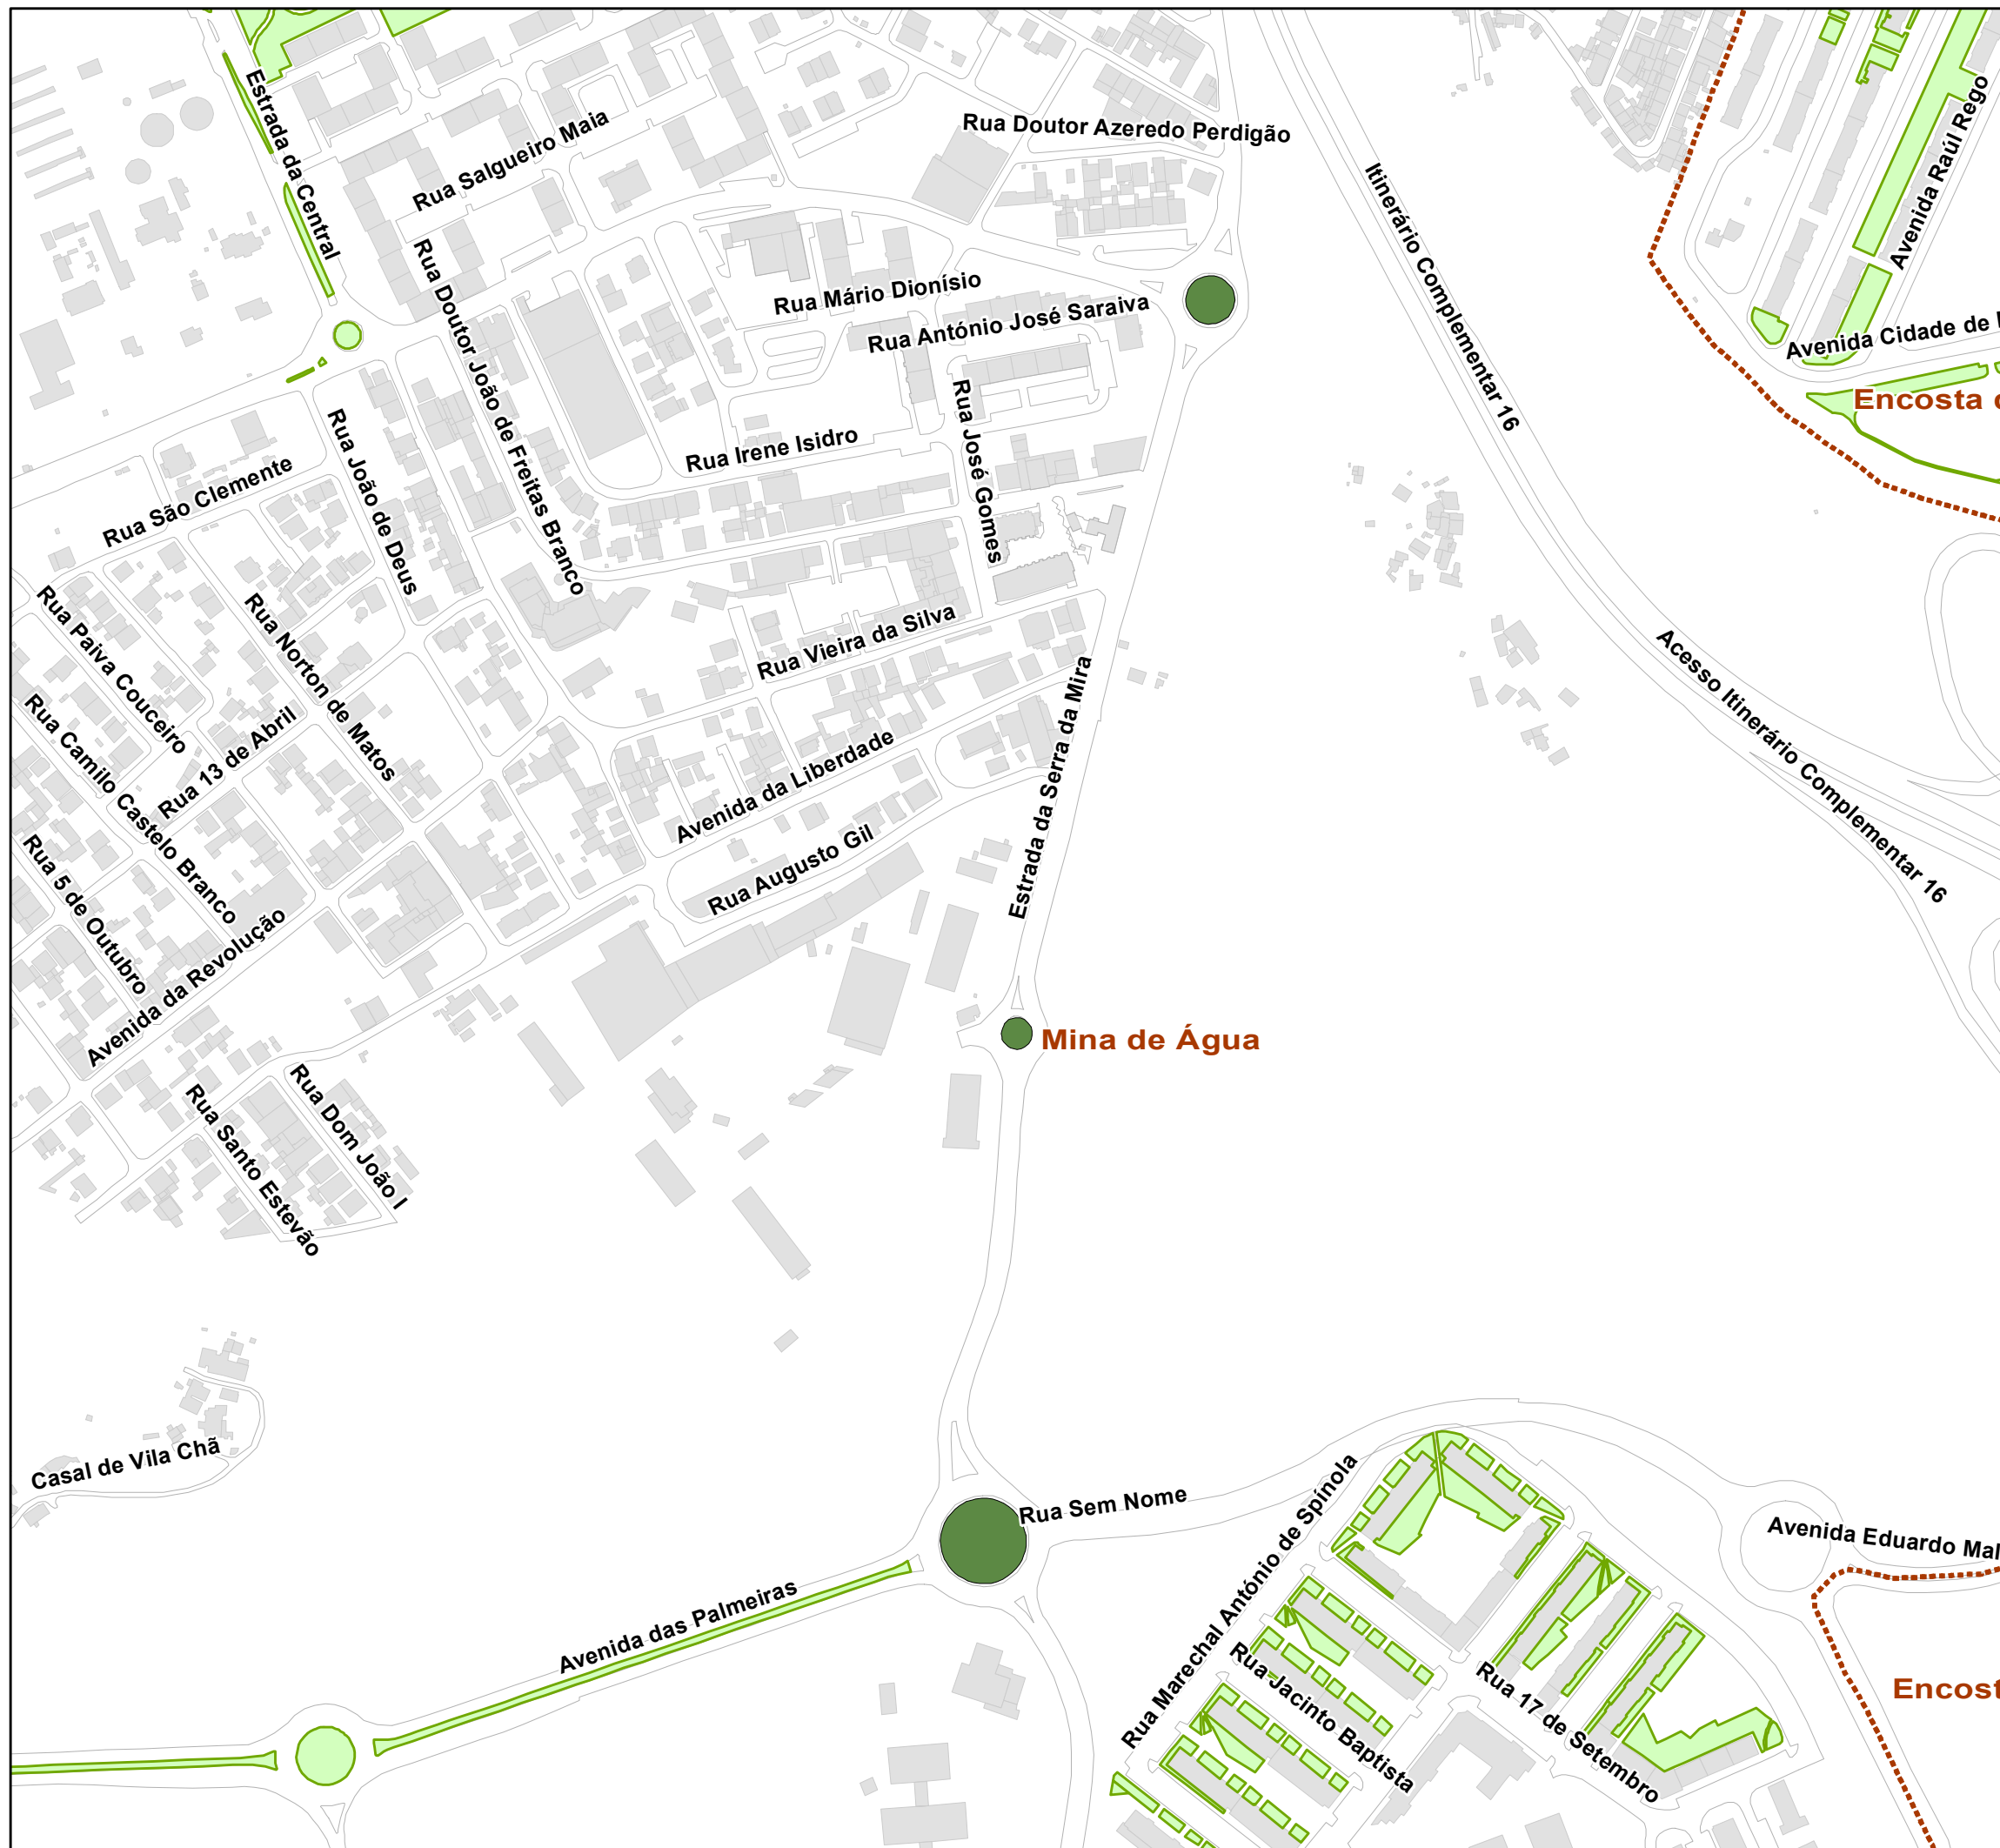 Estrada da Central
Rua Salgueiro Maia
Rua Doutor Azeredo Perdigão
Itinerário Complementar 16
Avenida Raúl Rego
Rua Doutor João de Freitas Branco
Rua Mário Dionísio
Rua António José Saraiva
Avenida Cidade de
Encosta
Rua João de Deus
Rua José Gomes
Rua Irene Isidro
Rua São Clemente
Rua Paiva Couceiro
Rua Norton de Matos
Rua Vieira da Silva
Acesso Itinerário Complementar 16
Rua Camilo Castelo Branco
Rua 13 de Abril
Estrada da Serra da Mira
Avenida da Liberdade
Rua Augusto Gil
Rua 5 de Outubro
Avenida da Revolução
Mina de Água
Rua Santo Estevão
Rua Dom João I
Casal de Vila Chã
Rua Sem Nome
Rua Marechal António de Spínola
Avenida Eduardo Mal
Avenida das Palmeiras
Rua Jacinto Baptista
Rua 17 de Setembro
Encost